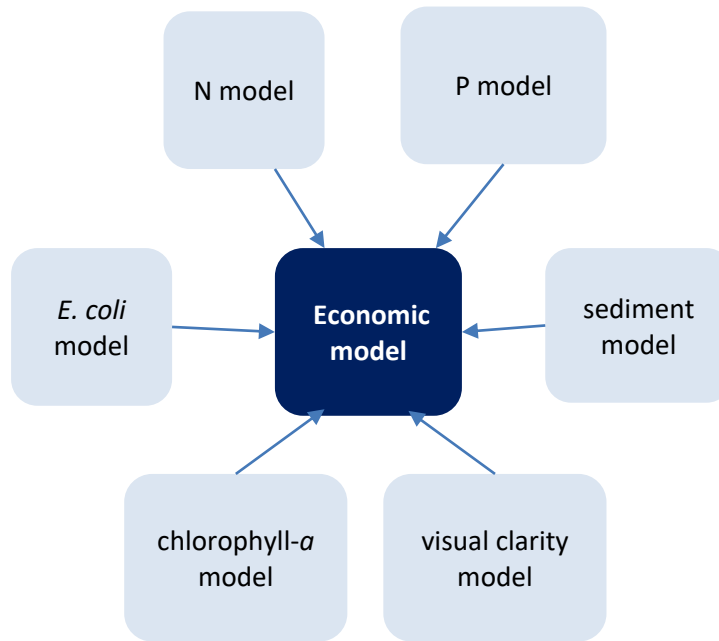 N model
P model
E. coli
model
Economic
model
sediment
model
chlorophyll-a
model
visual clarity
model